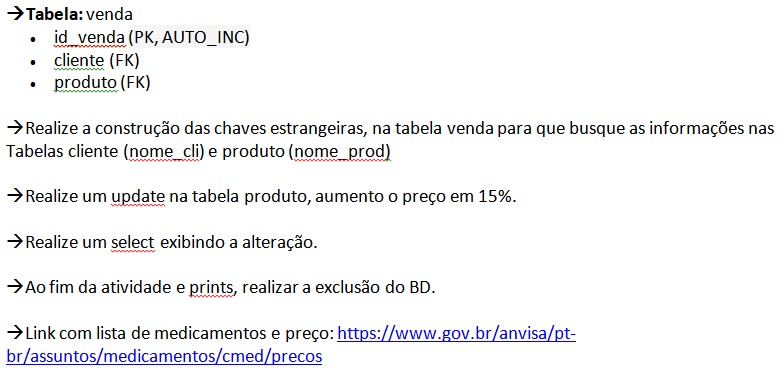 →Tabela: venda
• id_venda (PK, AUTO_INC)
• cliente (FK)
• produto (FK)
→Realize a construção das chaves estrangeiras, na tabela venda para que busque as informações nas
Tabelas cliente (nome_cli) e produto (nome_prod)
→Realize um update na tabela produto, aumento o preço em 15%.
→Realize um select exibindo a alteração.
→Ao fim da atividade e prints, realizar a exclusão do BD.
→Link com lista de medicamentos e preço: https://www.gov.br/anvisa/pt-
br/assuntos/medicamentos/cmed/precos